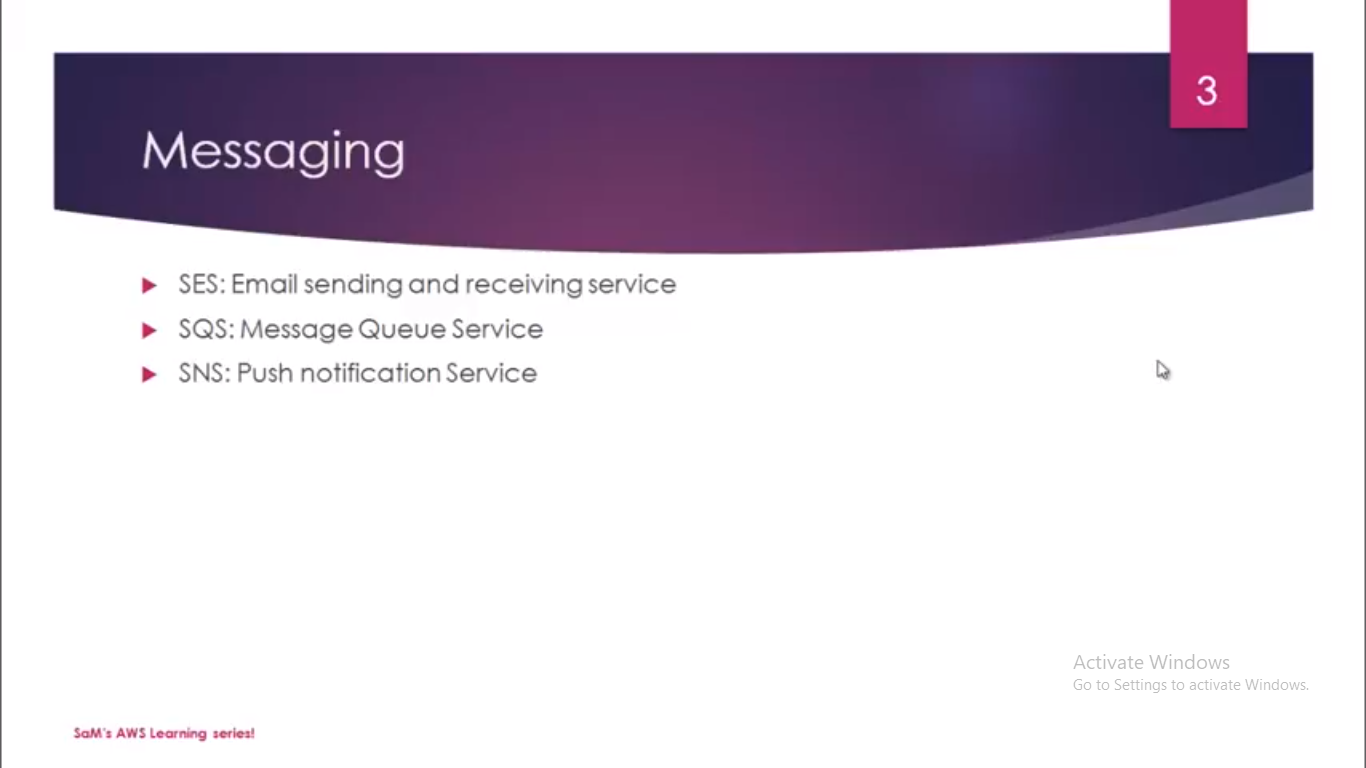 3
Messaging
SES: Email sending and receiving service
SQS: Message Queue Service
SNS: Push notification Service
Activate Windows
Go to Settings to activate Windows.
SaM's AWS Learning series!